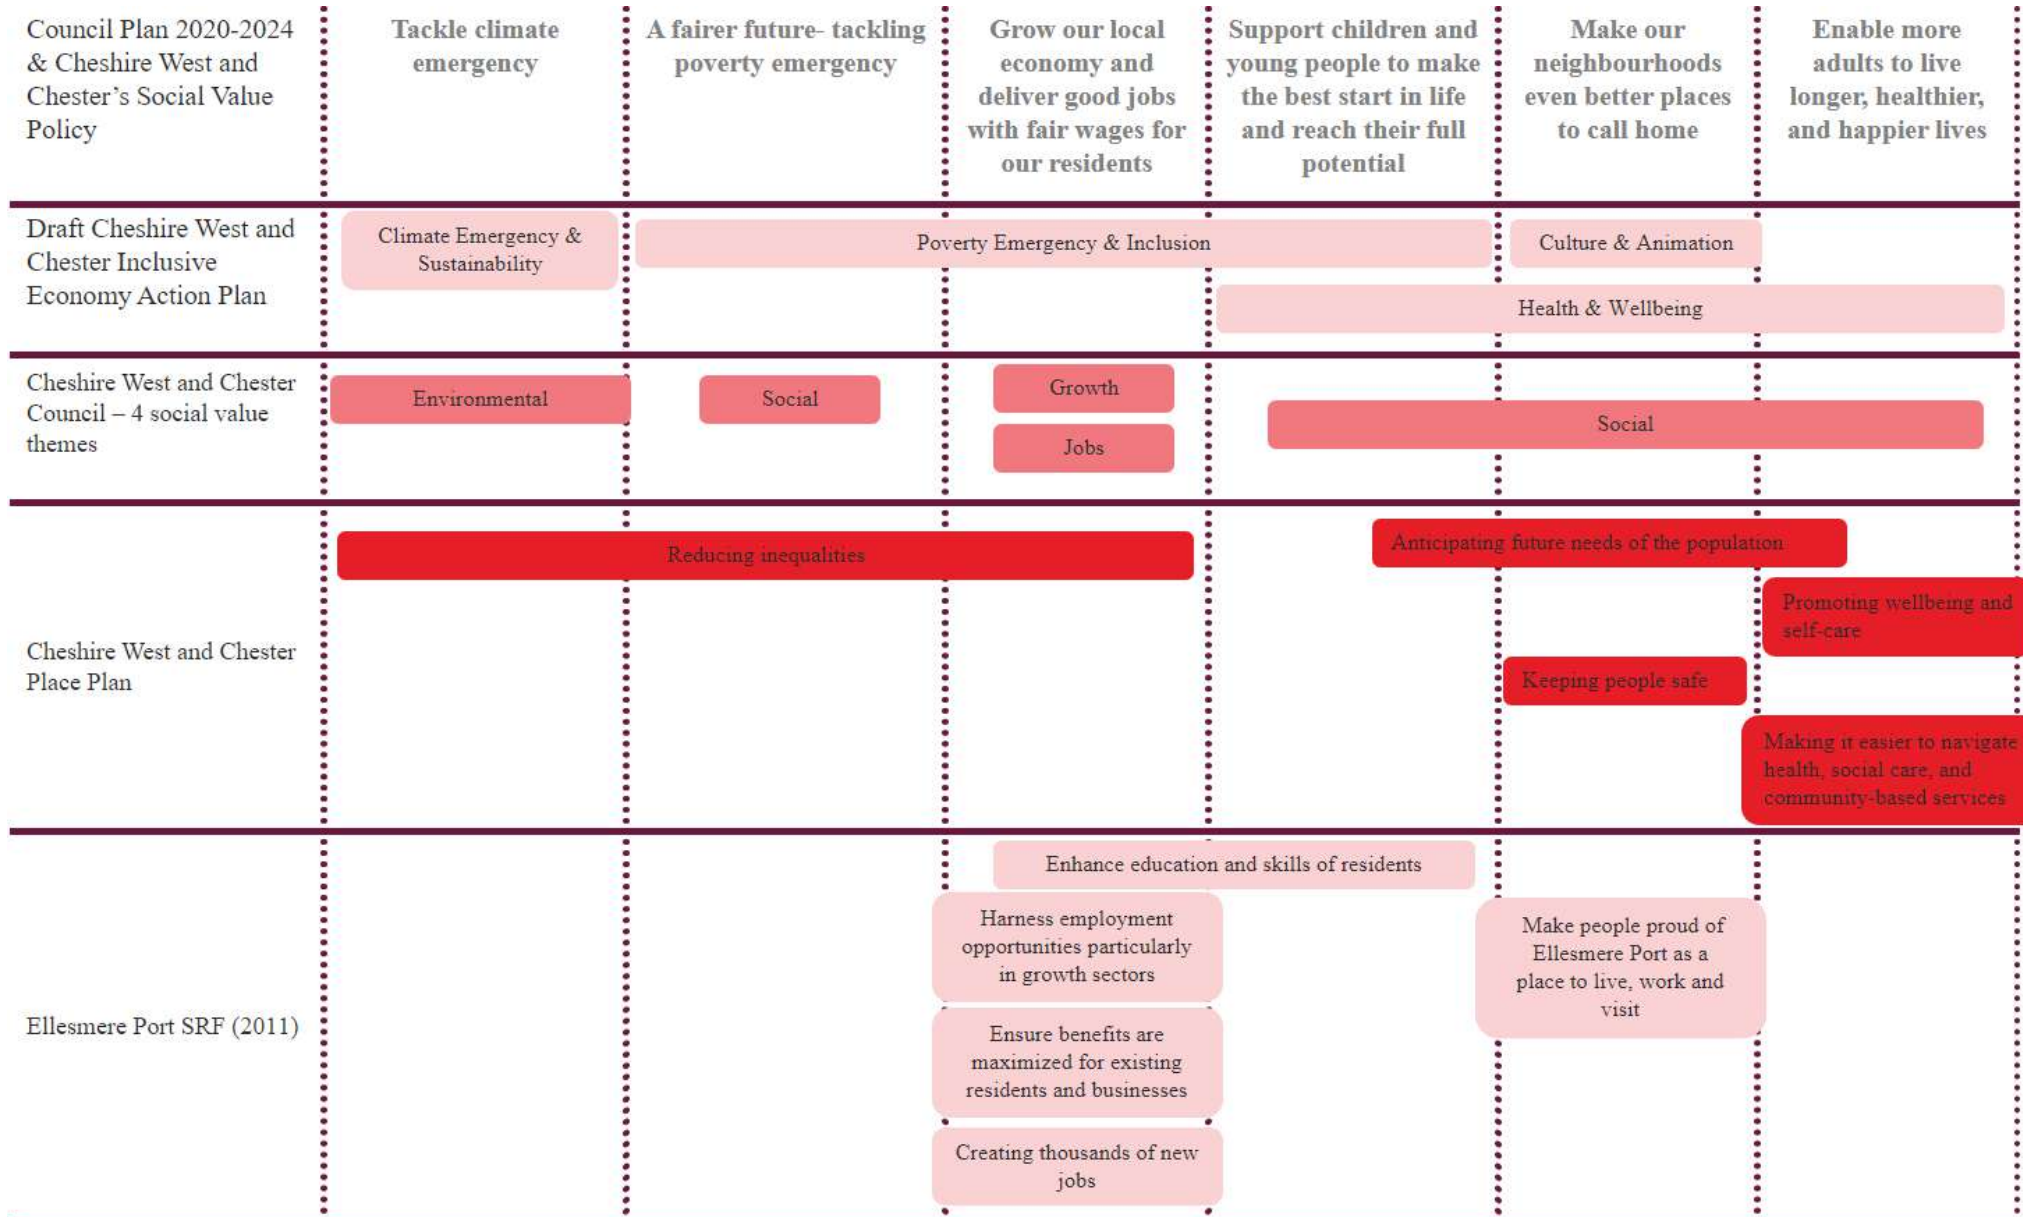 Council Plan 2020-2024
& Cheshire West and
Chester’s Social Value
Policy
Tackle climate
emergency
A fairer future- tackling
poverty emergency
Grow our local
economy and
deliver good jobs
with fair wages for
our residents
Support children and
young people to make
the best start in life
and reach their full
potential
Make our
neighbourhoods
even better places
to call home
Enable more
adults to live
longer, healthier,
and happier lives
Draft Cheshire West and
Chester Inclusive
Economy Action Plan
Climate Emergency &
Sustainability
Poverty Emergency & Inclusion
Culture & Animation
Health & Wellbeing
Cheshire West and Chester
Council – 4 social value
themes
Environmental
Social
Growth
Jobs
Social
Cheshire West and Chester
Place Plan
Reducing inequalities
Anticipating future needs of the population
Promoting wellbeing and
self-care
Keeping people safe
Making it easier to navigate
health, social care, and
community-based services
Ellesmere Port SRF (2011)
Enhance education and skills of residents
Harness employment
opportunities particularly
in growth sectors
Ensure benefits are
maximized for existing
residents and businesses
Creating thousands of new
jobs
Make people proud of
Ellesmere Port as a
place to live, work and
visit